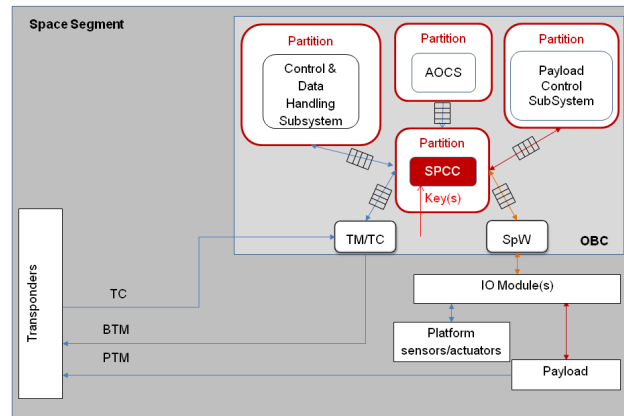 Space Segment
Partition
Control &
Data
Handling
Subsystem
Partition
AOCS
Partition
Payload
Control
SubSystem
Partition
SPCC
Key(s)
TM/TC
SpW
OBC
Transponders
TC
BTM
PTM
IO Module(s)
Platform
sensors/actuators
Payload